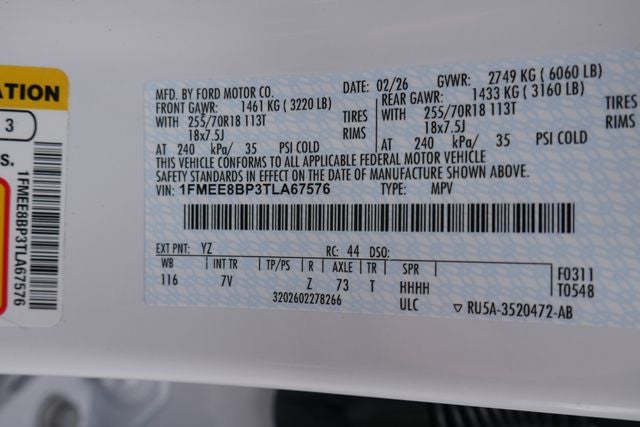 MFD. BY FORD MOTOR CO.
DATE: 02/26 GVWR: 2749 KG ( 6060 LB)
FRONT GAWR: 1461 KG ( 3220 LB)
REAR GAWR: 1433 KG ( 3160 LB)
WITH 255/70R18 113T TIRES
WITH 255/70R18 113T TIRES
18x7.5J RIMS
18x7.5J RIMS
AT 240 kPa/ 35 PSI COLD
AT 240 kPa/ 35 PSI COLD
THIS VEHICLE CONFORMS TO ALL APPLICABLE FEDERAL MOTOR VEHICLE
SAFETY STANDARDS IN EFFECT ON THE DATE OF MANUFACTURE SHOWN ABOVE.
VIN: 1FMEE8BP3TLA67576 TYPE: MPV
EXT PNT: YZ RC: 44 DSO:
WB INT TR TP/PS R AXLE TR SPR F0311
116 7V Z 73 T HHHH T0548
3202602278266 ULC ▽ RU5A-3520472-AB
ATION
3
S.
1FMEE8BP3TLA67576